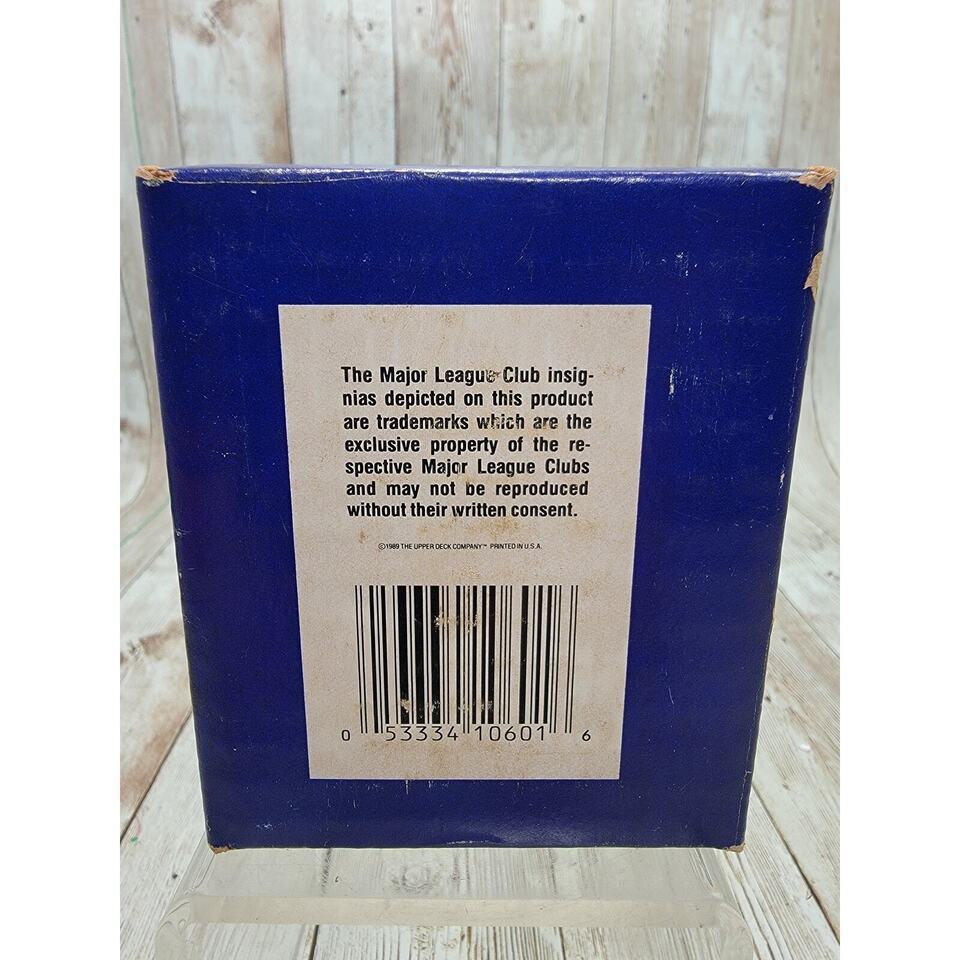 The Major League Club insig-
nias depicted on this product
are trademarks which are the
exclusive property of the re-
spective Major League Clubs
and may not be reproduced
without their written consent.
©1989 THE UPPER DECK COMPANY™ PRINTED IN U.S.A.
0 53334 10601 6